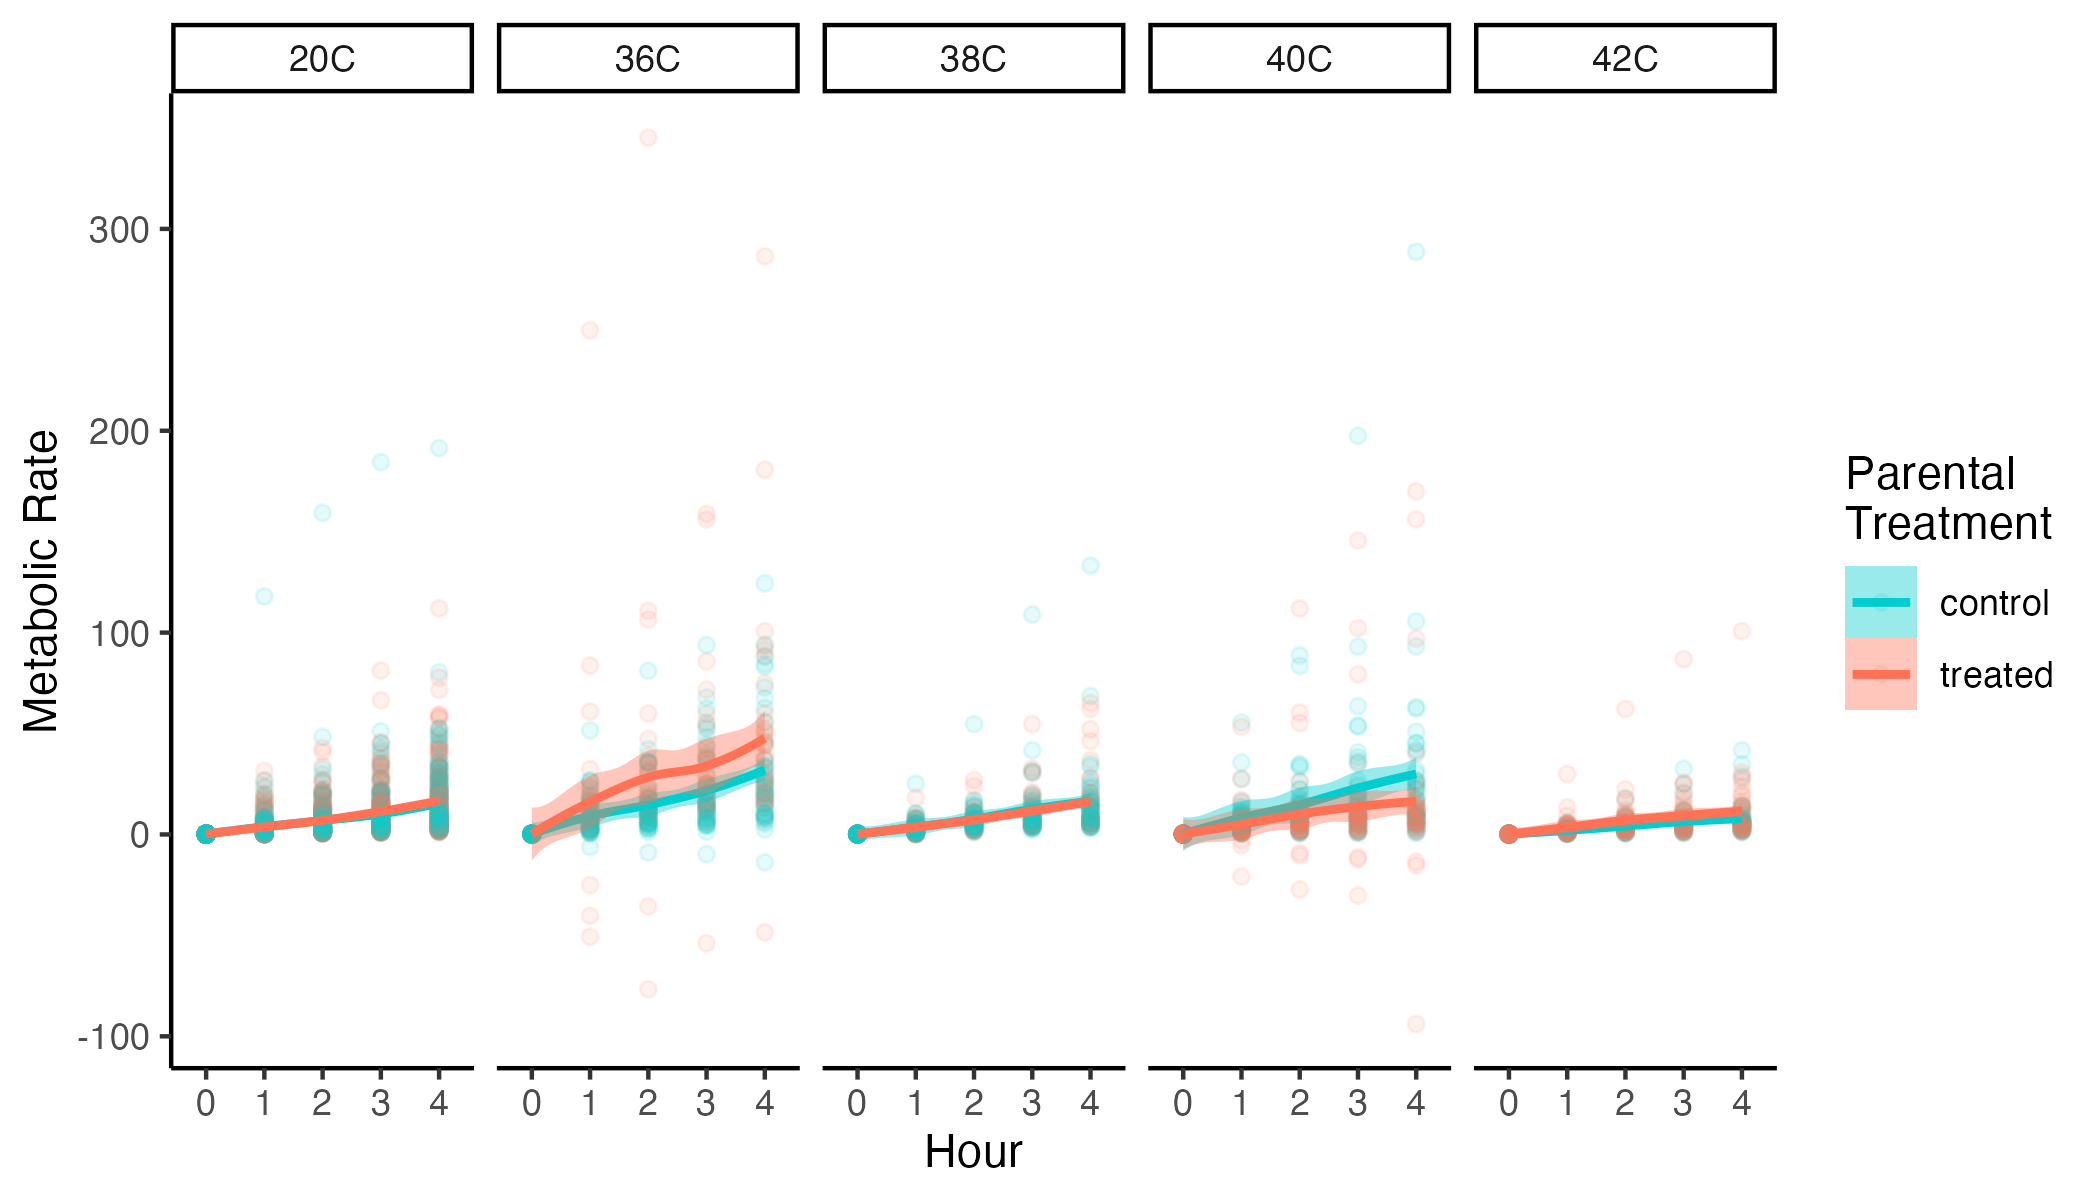 20C 36C 38C 40C 42C
300
200
100
0
-100
Metabolic Rate
0 1 2 3 4 0 1 2 3 4 0 1 2 3 4 0 1 2 3 4 0 1 2 3 4
Hour
Parental
Treatment
control
treated